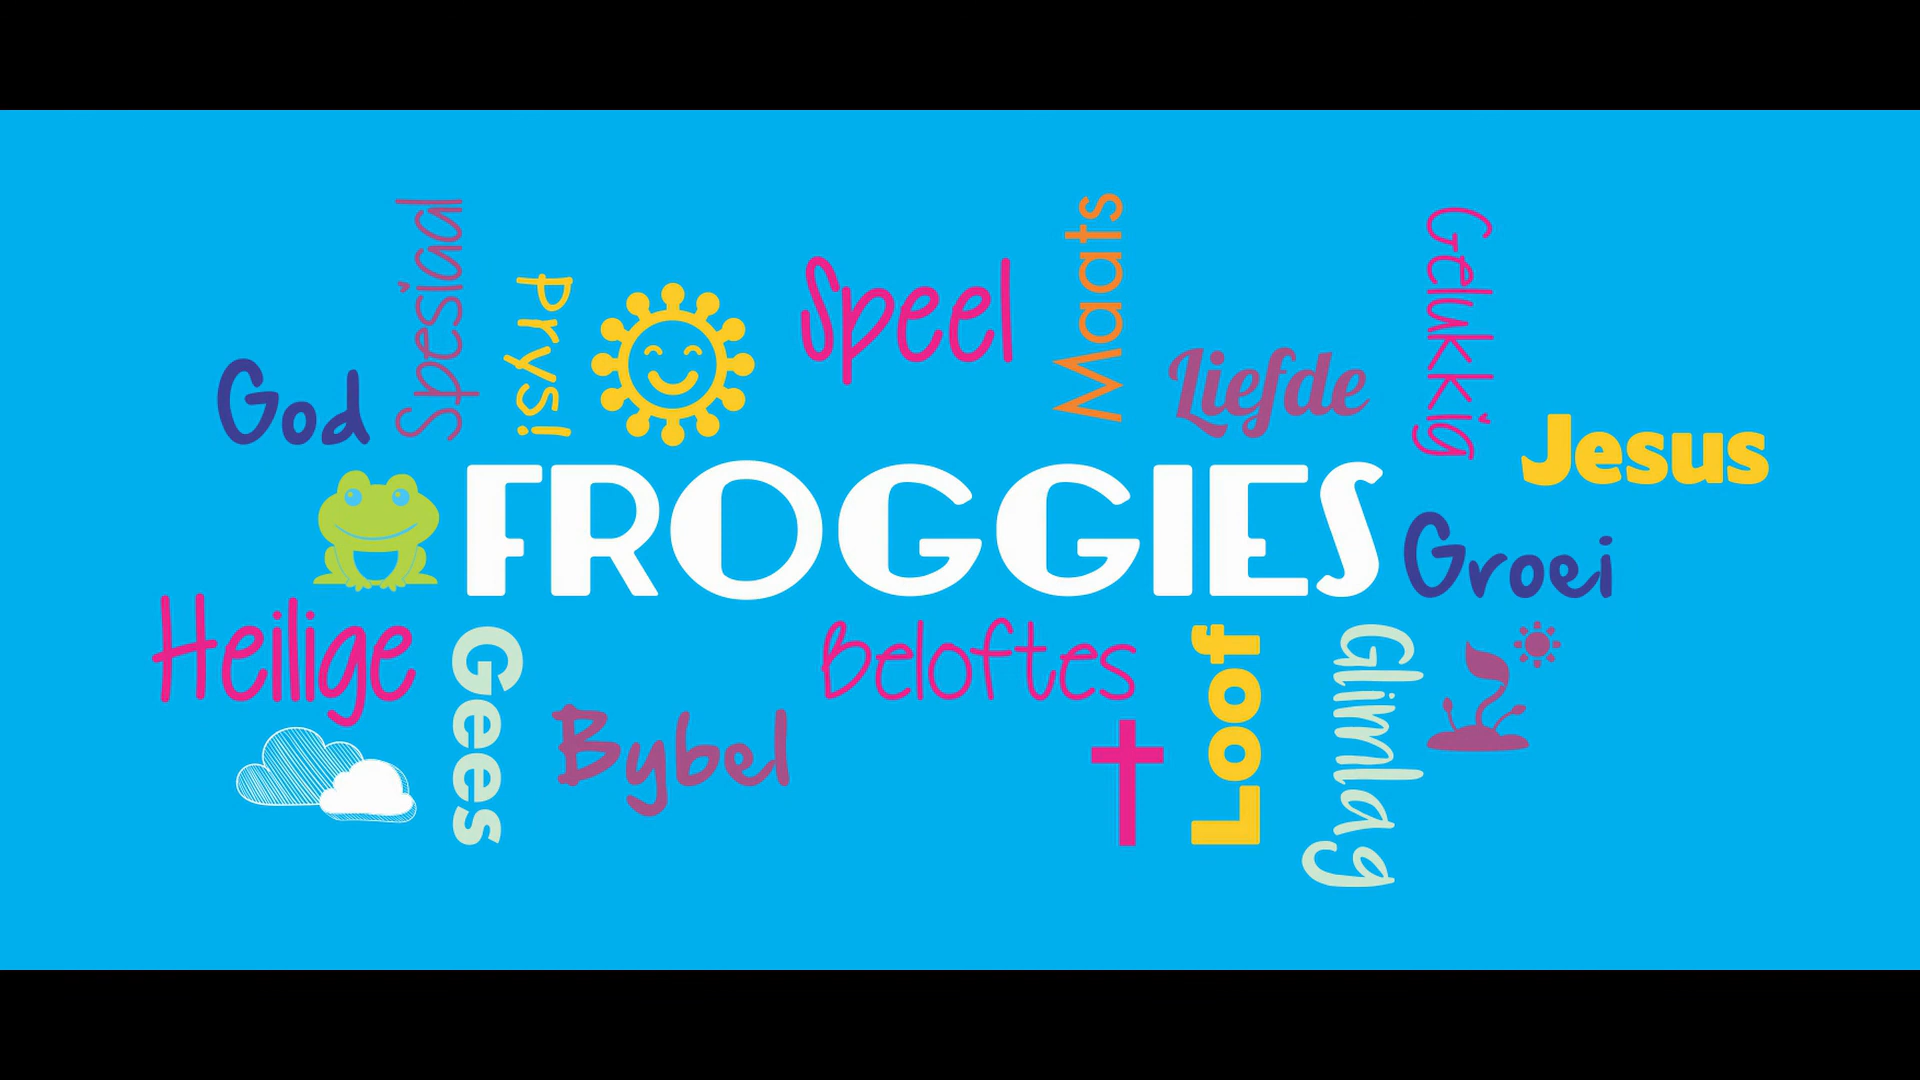 Spesiaal
Prys!
Speel
Maats
Gelukkig
God
Liefde
Jesus
FROGGIES
Groei
Heilige
Gees
Beloftes
Loof
Glimlag
Bybel